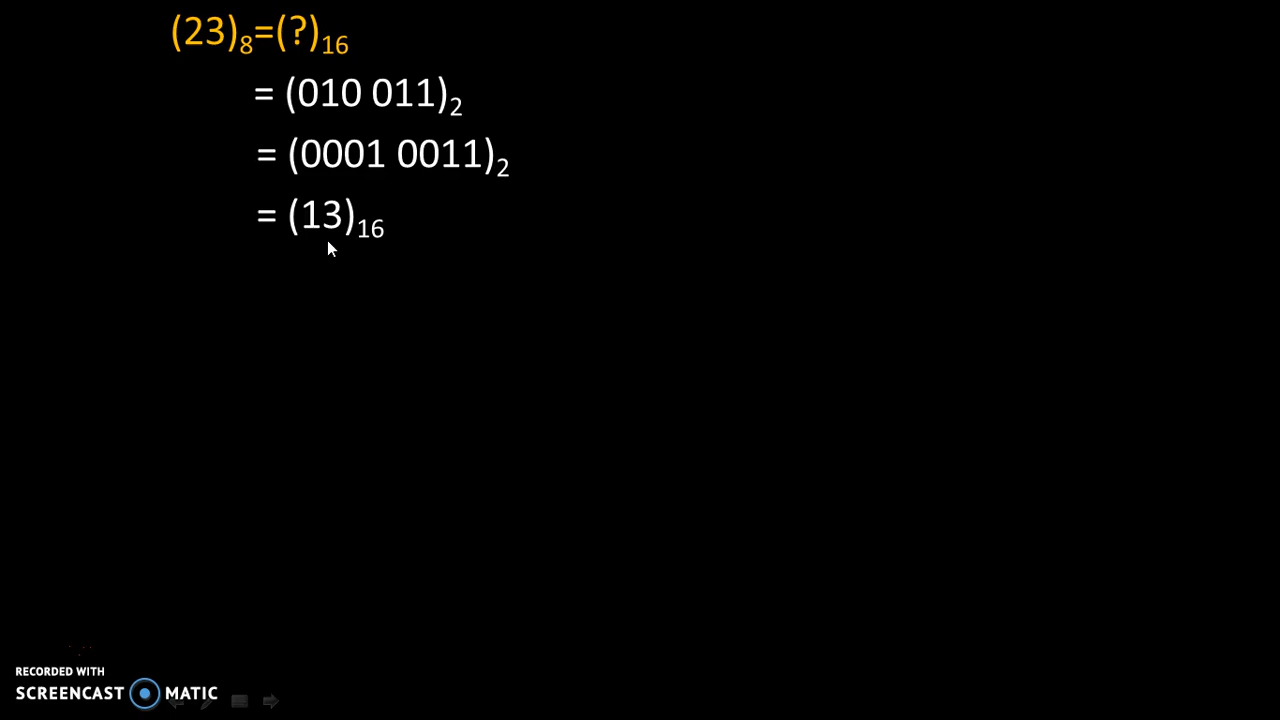 (23)₈=(?)₁₆
= (010 011)₂
= (0001 0011)₂
= (13)₁₆
RECORDED WITH
SCREENCAST MATIC